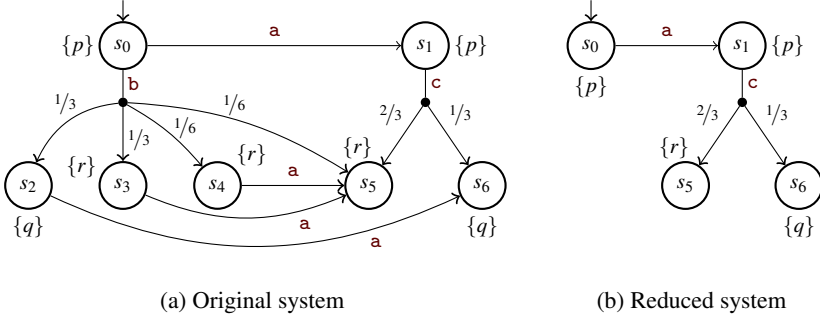 {p} s0 a s1 {p}
b c
1/3 1/3 1/6 1/6 2/3 1/3
{r} {r} {r}
s2 s3 s4 a s5 s6
{q} a a {q}
(a) Original system
s0 a s1 {p}
{p} c
2/3 1/3
{r}
s5 s6
{q}
(b) Reduced system